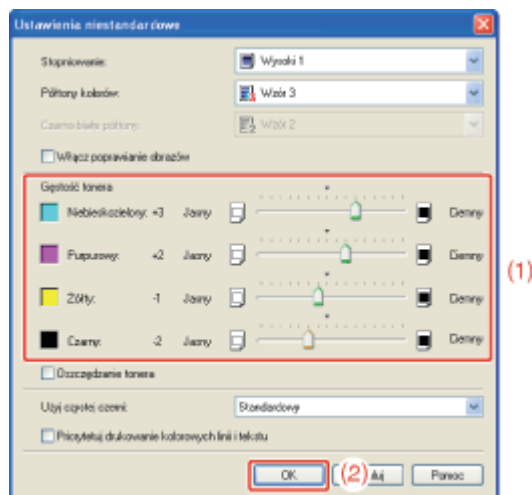 Ustawienia niestandardowe
Stopniowanie: Wysoki 1
Półtony kolorów: Wzór 3
Czarno-białe półtony: Wzór 2
Włącz poprawianie obrazów
Gęstość tonera
Niebieskozielony: +3 Jasny Ciemny
Purpurowy: +2 Jasny Ciemny
(1)
Żółty: -1 Jasny Ciemny
Czarny: -2 Jasny Ciemny
Oszczędzanie tonera
Użyj czystej czerni: Standardowy
Priorytetuj drukowanie kolorowych linii i tekstu
OK (2) uluj Pomoc